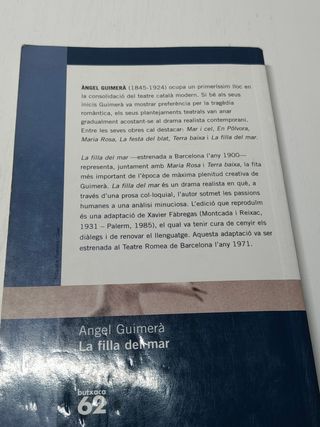 ÀNGEL GUIMERÀ (1845-1924) ocupa un primeríssim lloc en
la consolidació del teatre català modern. Si bé als seus
inicis Guimerà va mostrar preferència per la tragèdia
romàntica, els seus plantejaments teatrals van anar
gradualment acostant-se al drama realista contemporani.
Entre les seves obres cal destacar: Mar i cel, En Pólvora,
Maria Rosa, La festa del blat, Terra baixa i La filla del mar.
La filla del mar —estrenada a Barcelona l'any 1900—
representa, juntament amb Maria Rosa i Terra baixa, la fita
més important de l'època de màxima plenitud creativa de
Guimerà. La filla del mar és un drama realista en què, a
través d'una prosa col·loquial, l'autor sotmet les passions
humanes a una anàlisi minuciosa. L'edició que reproduïm
és una adaptació de Xavier Fàbregas (Montcada i Reixac,
1931 – Palerm, 1985), el qual va tenir cura de cenyir els
diàlegs i de renovar el llenguatge. Aquesta adaptació va ser
estrenada al Teatre Romea de Barcelona l'any 1971.
Àngel Guimerà
La filla del mar
butxaca
62